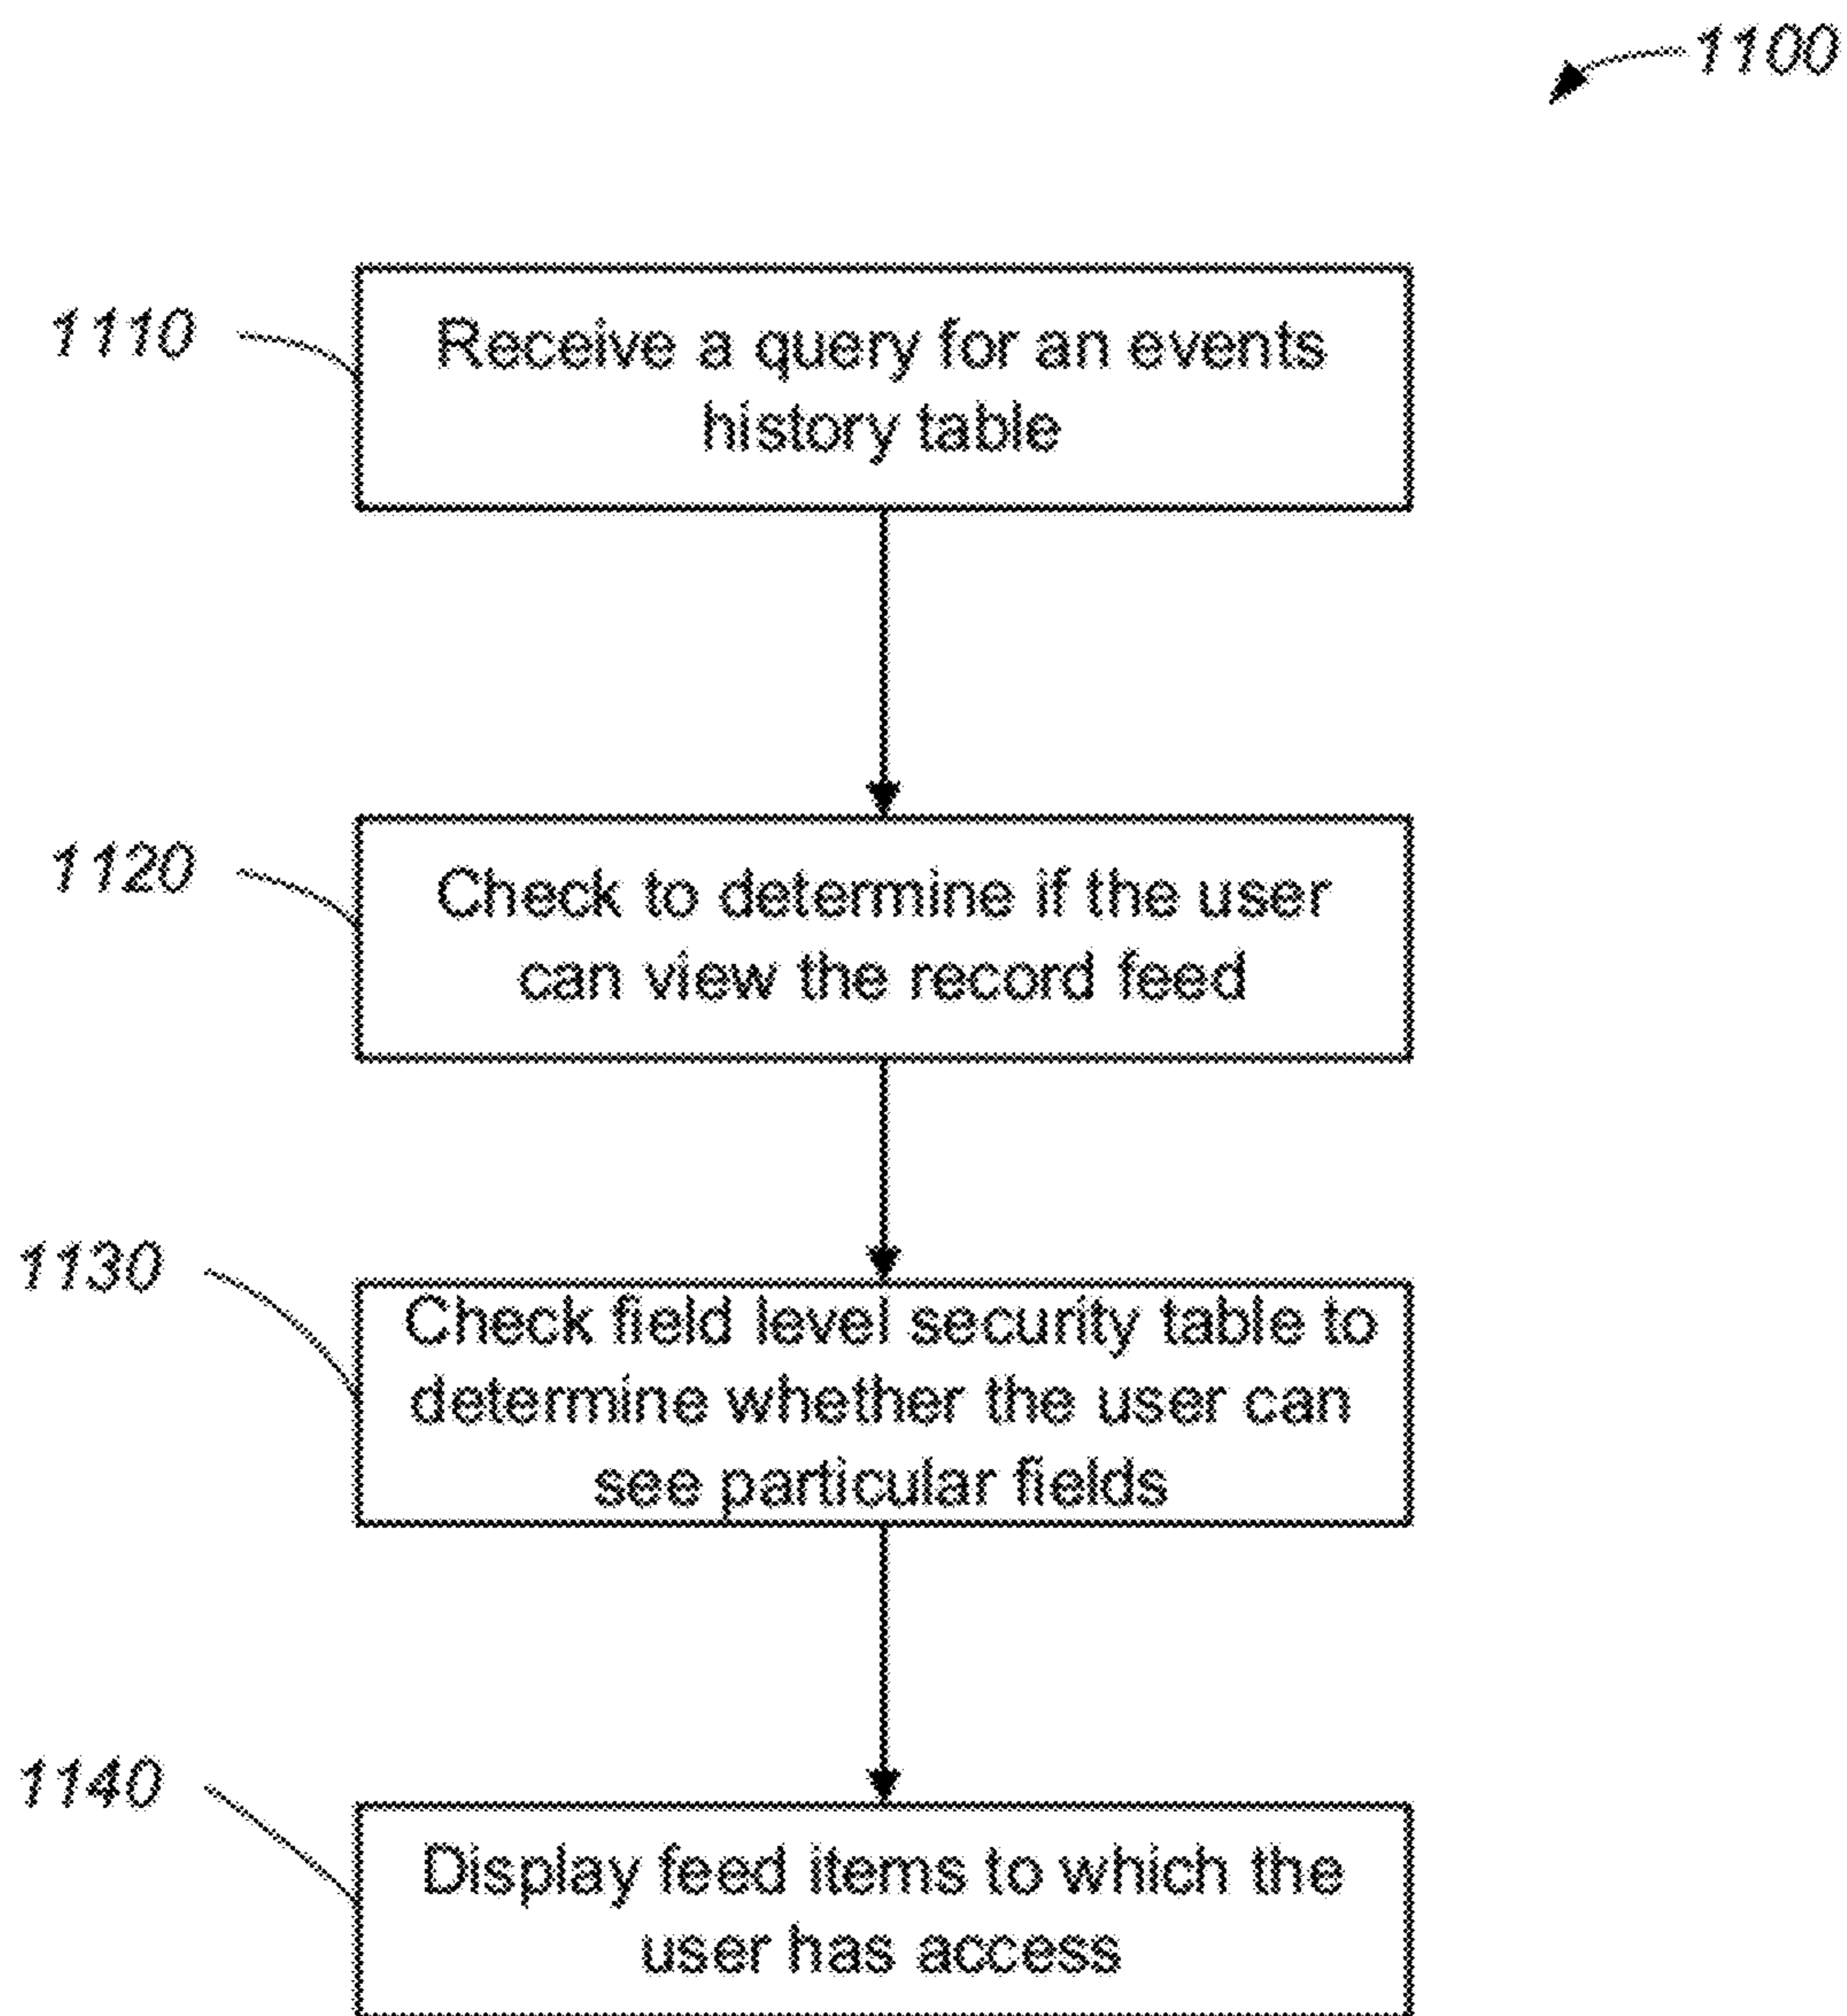 1100
1110
Receive a query for an events
history table
1120
Check to determine if the user
can view the record feed
1130
Check field level security table to
determine whether the user can
see particular fields
1140
Display feed items to which the
user has access